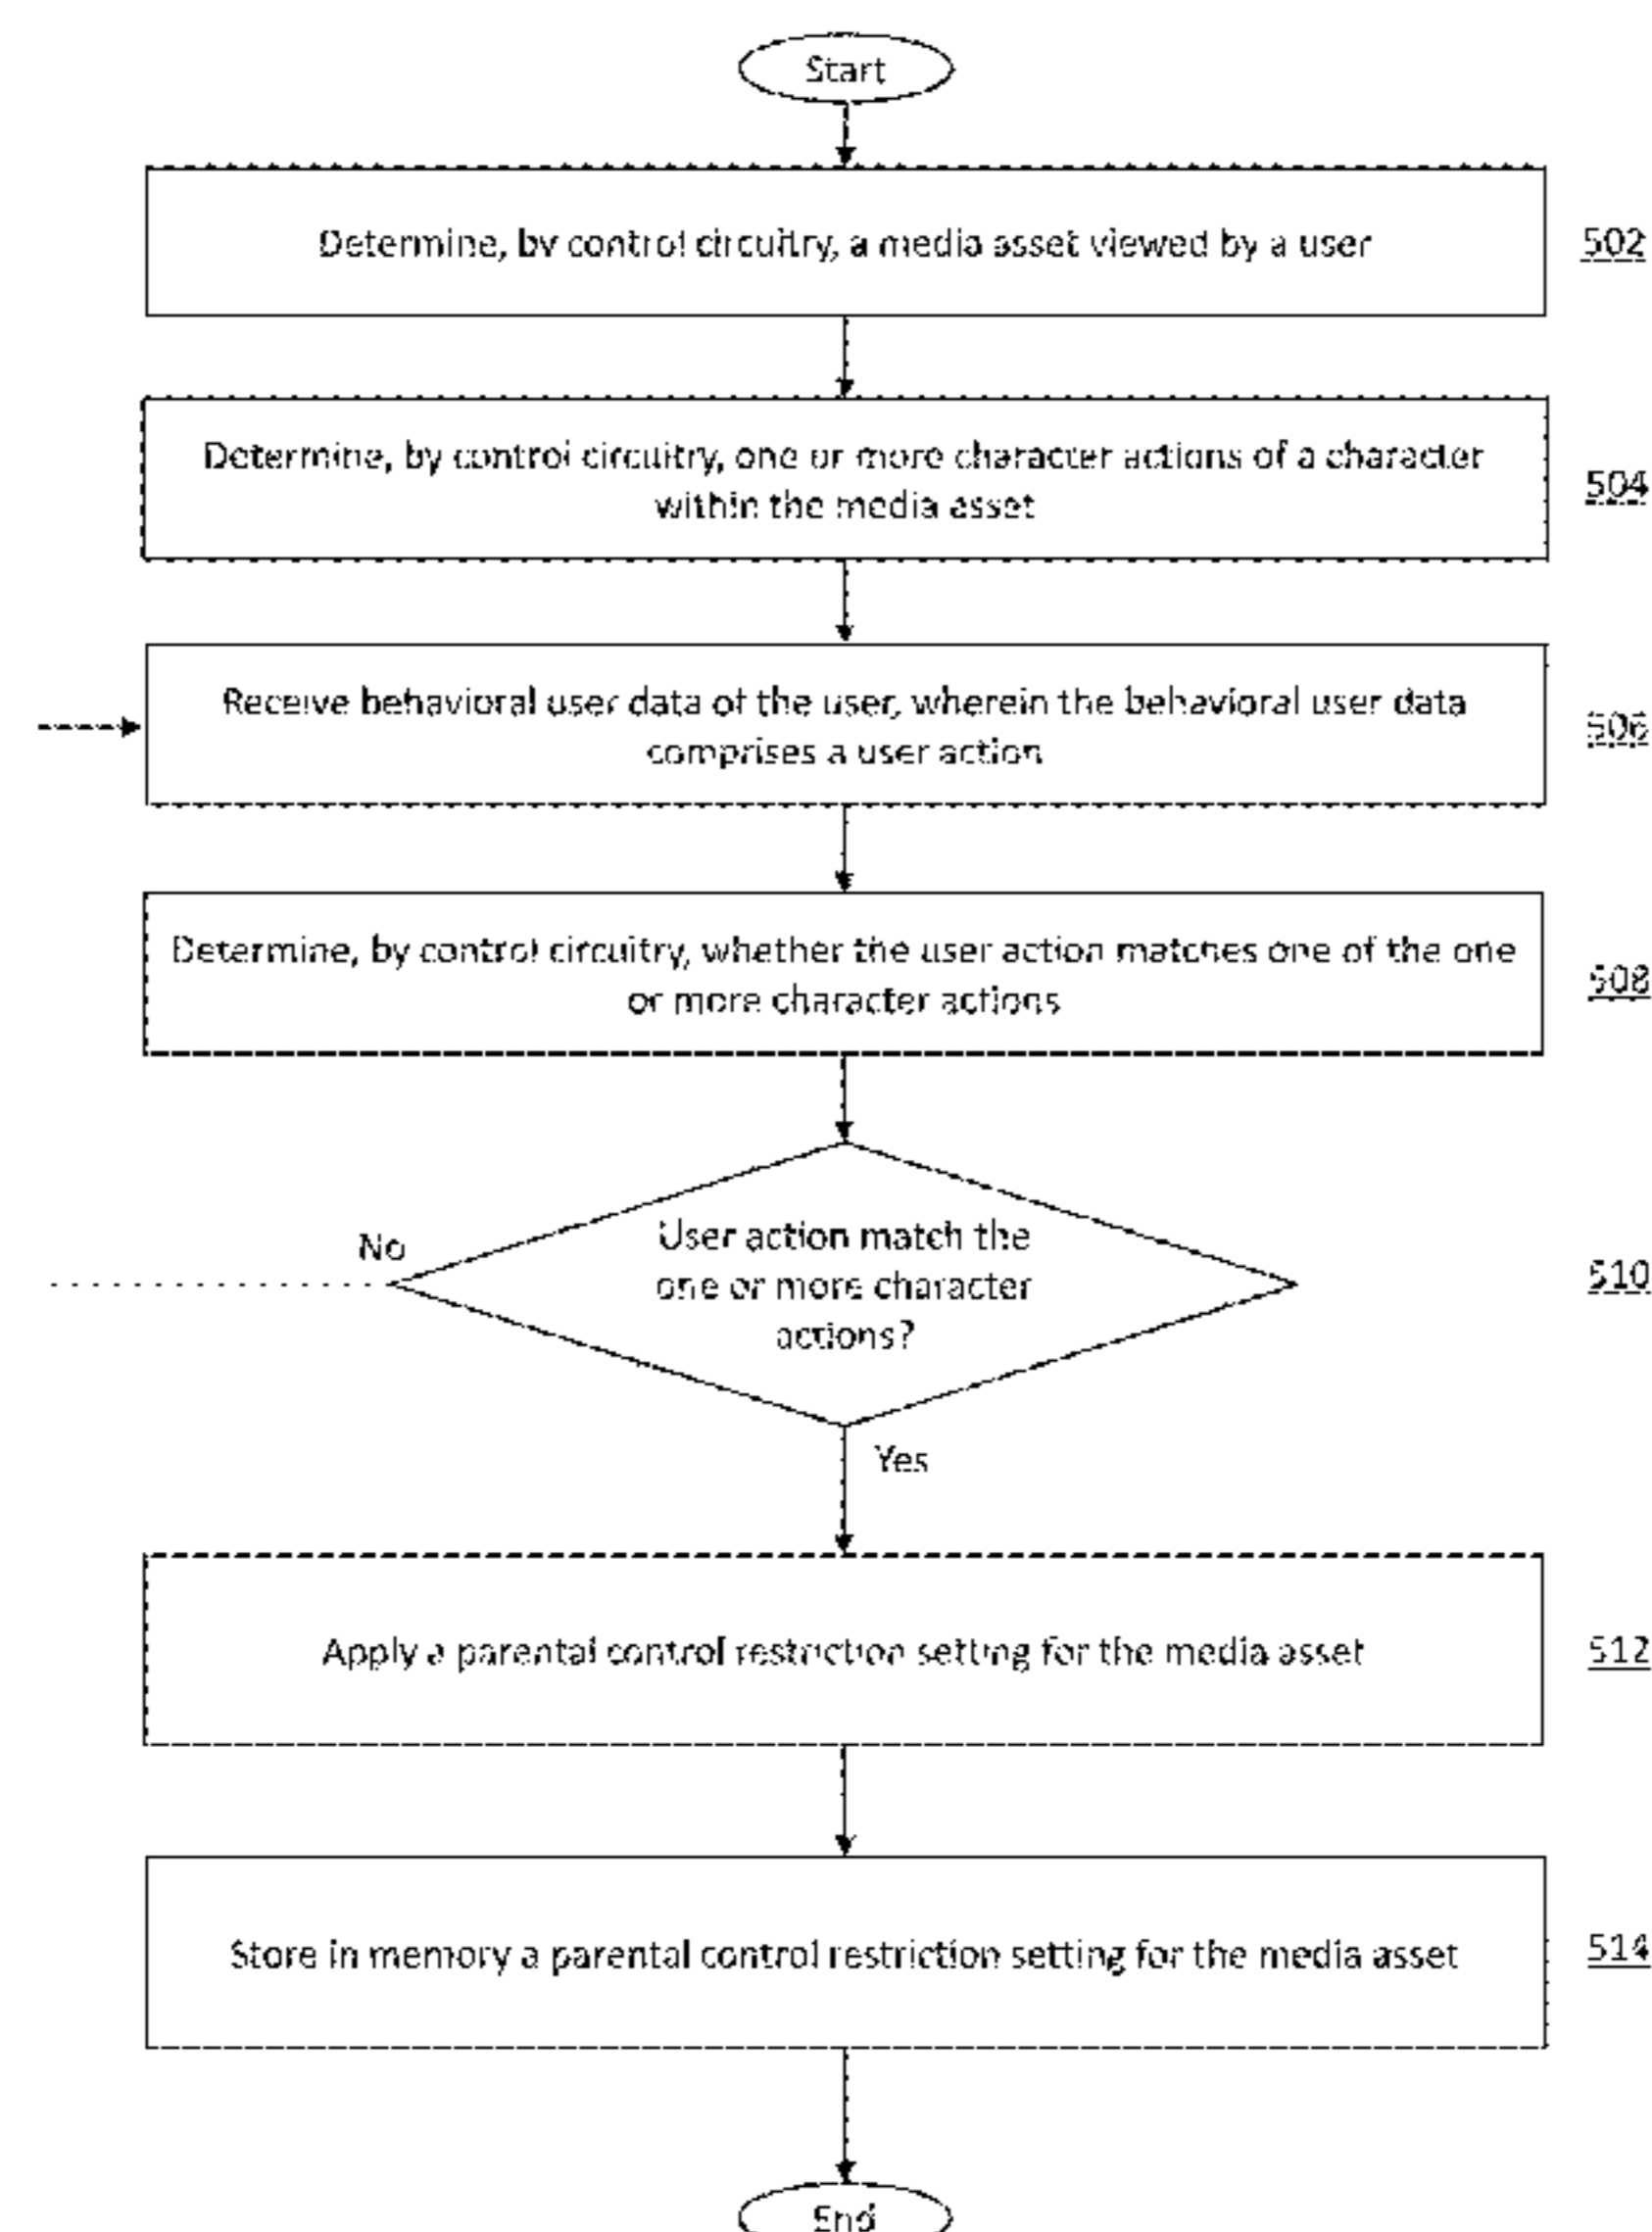 Start
Determine, by control circuitry, a media asset viewed by a user
502
Determine, by control circuitry, one or more character actions of a character
within the media asset
504
Receive behavioral user data of the user, wherein the behavioral user data
comprises a user action
506
Determine, by control circuitry, whether the user action matches one of the one
or more character actions
508
No
User action match the
one or more character
actions?
510
Yes
Apply a parental control restriction setting for the media asset
512
Store in memory a parental control restriction setting for the media asset
514
End